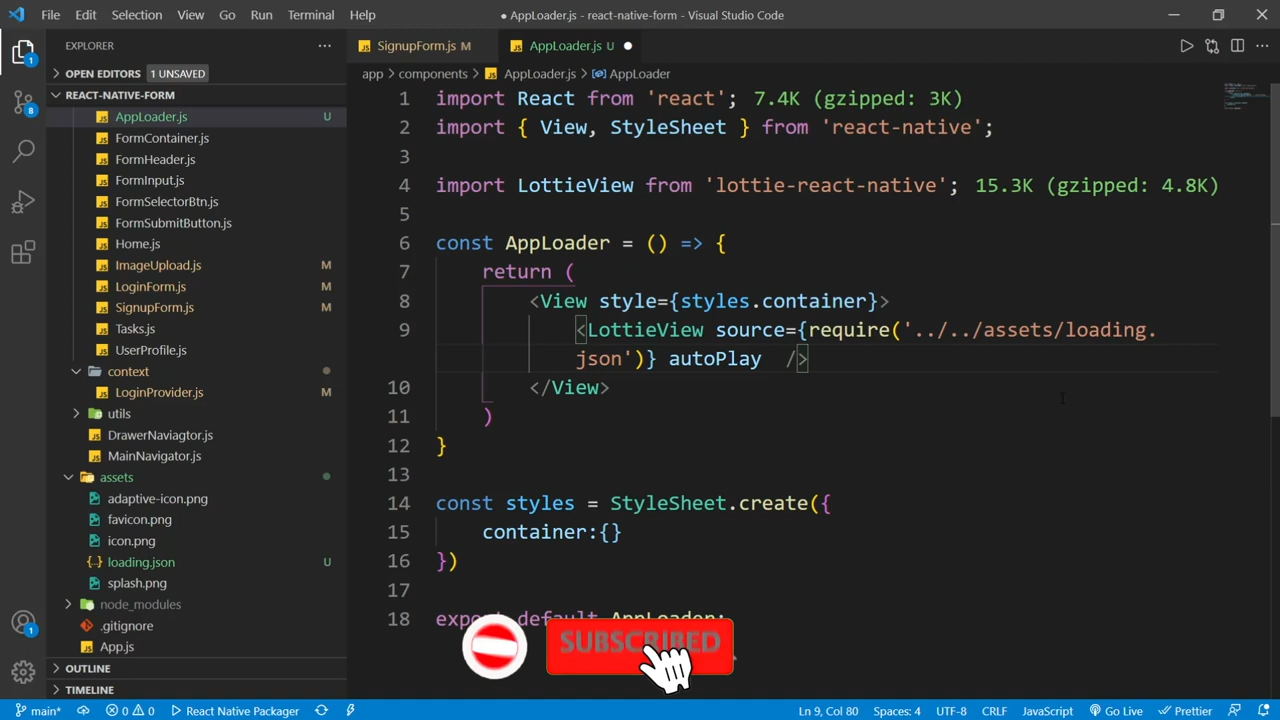 File Edit Selection View Go Run Terminal Help
● AppLoader.js - react-native-form - Visual Studio Code
EXPLORER
OPEN EDITORS 1 UNSAVED
REACT-NATIVE-FORM
AppLoader.js U
FormContainer.js
FormHeader.js
FormInput.js
FormSelectorBtn.js
FormSubmitButton.js
Home.js
ImageUpload.js M
LoginForm.js M
SignupForm.js M
Tasks.js
UserProfile.js
context
LoginProvider.js M
utils
DrawerNaviagtor.js
MainNavigator.js
assets
adaptive-icon.png
favicon.png
icon.png
{..} loading.json U
splash.png
node_modules
.gitignore
App.js
OUTLINE
TIMELINE
1
8
1
SignupForm.js M
AppLoader.js U ●
app > components > AppLoader.js > AppLoader
1 import React from 'react'; 7.4K (gzipped: 3K)
2 import { View, StyleSheet } from 'react-native';
3
4 import LottieView from 'lottie-react-native'; 15.3K (gzipped: 4.8K)
5
6 const AppLoader = () => {
7 return (
8 <View style={styles.container}>
9 <LottieView source={require('../../assets/loading.
json')} autoPlay />
10 </View>
11 )
12 }
13
14 const styles = StyleSheet.create({
15 container:{}
16 })
17
18 export default AppLoader;
SUBSCRIBED
main* 0 0 React Native Packager
Ln 9, Col 80 Spaces: 4 UTF-8 CRLF JavaScript Go Live Prettier